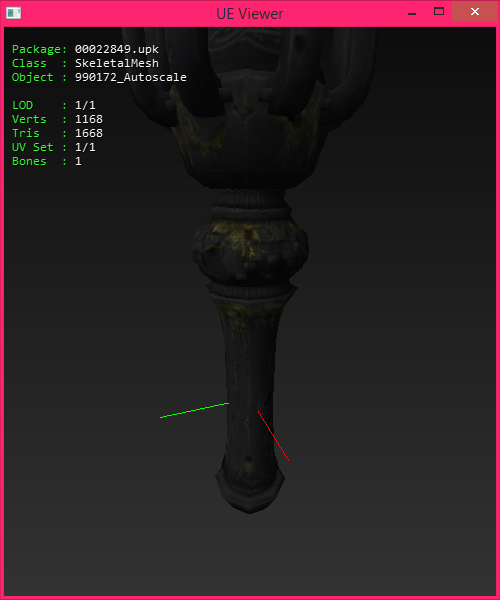 UE Viewer
Package: 00022849.upk
Class  : SkeletalMesh
Object : 990172_Autoscale
LOD    : 1/1
Verts  : 1168
Tris   : 1668
UV Set : 1/1
Bones  : 1